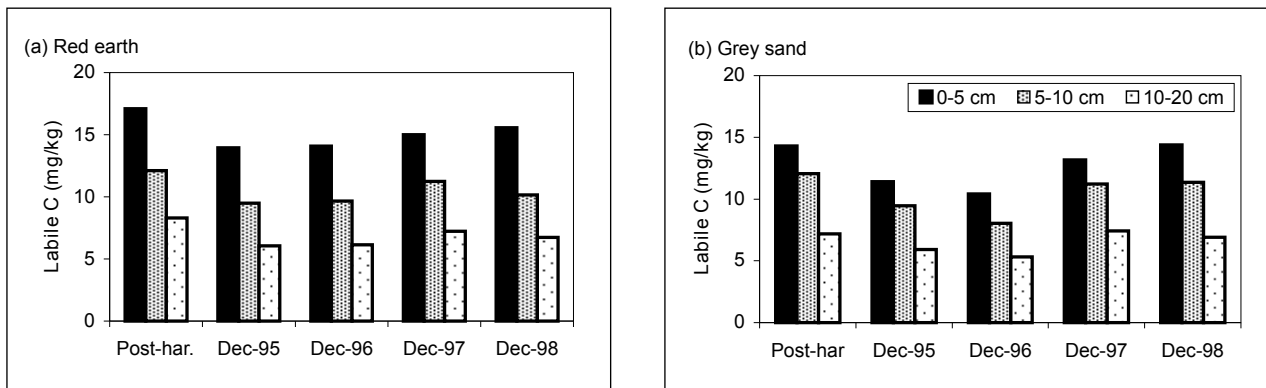 (a) Red earth
20
15
10
5
0
Labile C (mg/kg)
Post-har. Dec-95 Dec-96 Dec-97 Dec-98
(b) Grey sand
20
15
10
5
0
Labile C (mg/kg)
0-5 cm 5-10 cm 10-20 cm
Post-har Dec-95 Dec-96 Dec-97 Dec-98